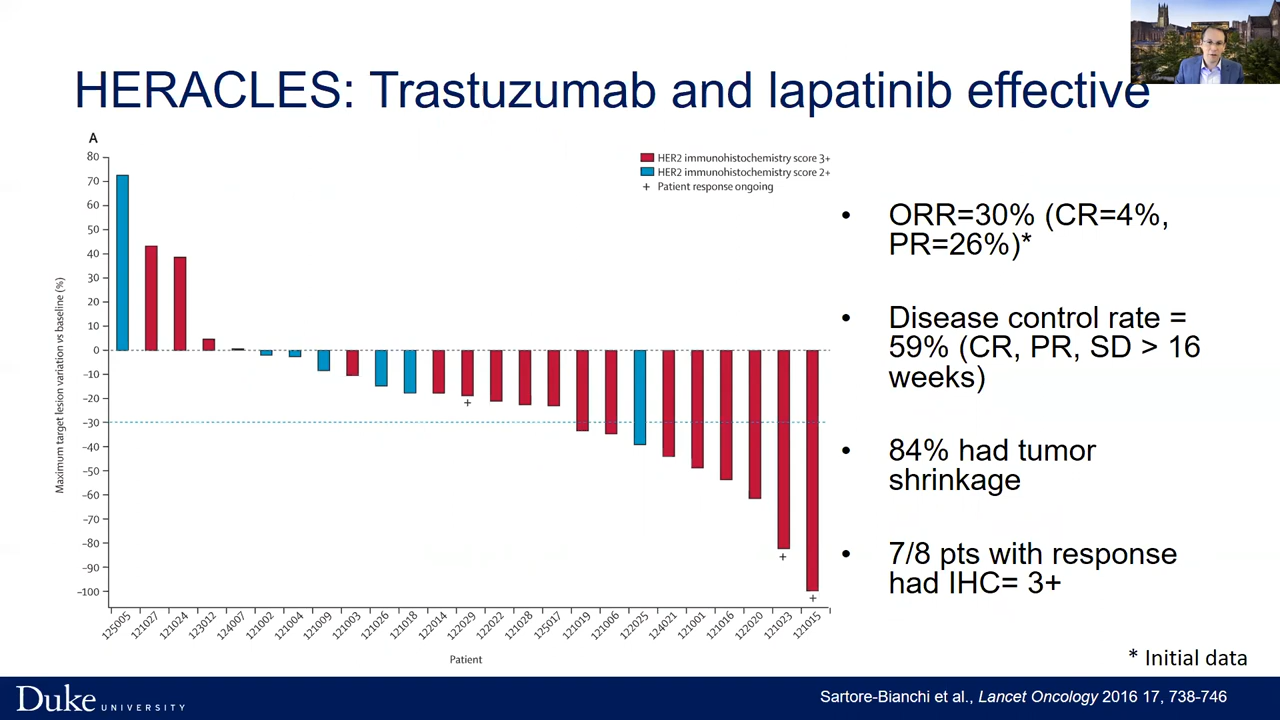 HERACLES: Trastuzumab and lapatinib effective
A
HER2 immunohistochemistry score 3+
HER2 immunohistochemistry score 2+
+ Patient response ongoing
Maximum target lesion variation vs baseline (%)
80
70
60
50
40
30
20
10
0
–10
–20
–30
–40
–50
–60
–70
–80
–90
–100
+
+
+
125005
121027
121024
123012
124007
121002
121004
121009
121003
121026
121018
122014
122029
122022
121028
125017
121019
121006
122025
124021
121001
121016
122020
121023
121015
Patient
• ORR=30% (CR=4%,
PR=26%)*
• Disease control rate =
59% (CR, PR, SD > 16
weeks)
• 84% had tumor
shrinkage
• 7/8 pts with response
had IHC= 3+
* Initial data
Duke UNIVERSITY
Sartore-Bianchi et al., Lancet Oncology 2016 17, 738-746